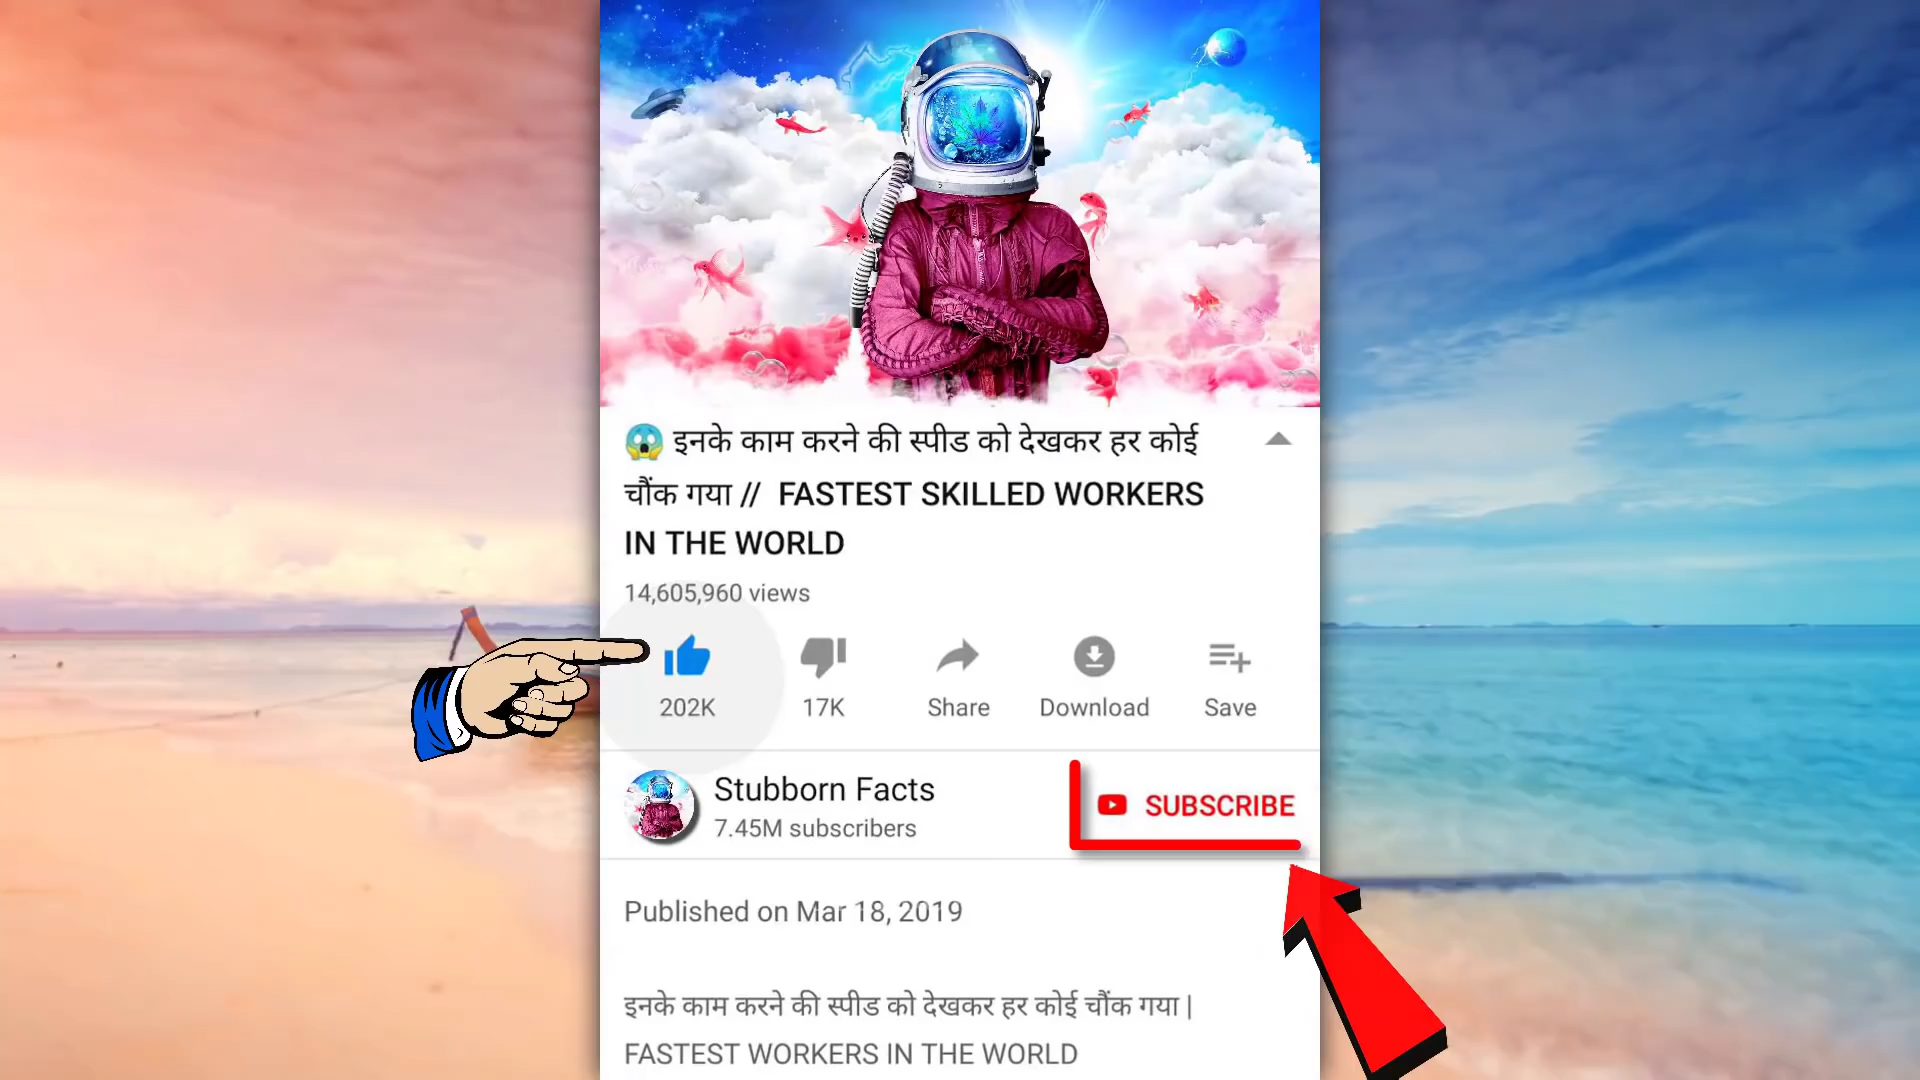 😱 इनके काम करने की स्पीड को देखकर हर कोई
चौंक गया // FASTEST SKILLED WORKERS
IN THE WORLD
14,605,960 views
202K
17K
Share
Download
Save
Stubborn Facts
7.45M subscribers
SUBSCRIBE
Published on Mar 18, 2019
इनके काम करने की स्पीड को देखकर हर कोई चौंक गया |
FASTEST WORKERS IN THE WORLD